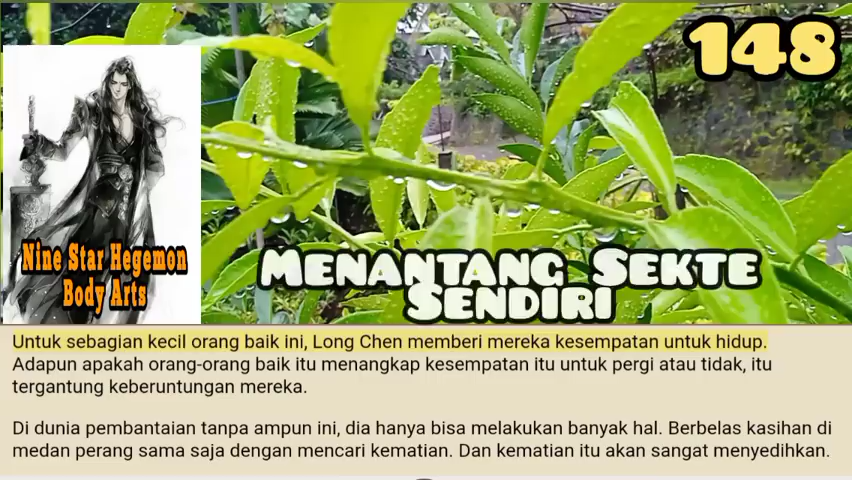 148
Nine Star Hegemon
Body Arts
MENANTANG SEKTE
SENDIRI
Untuk sebagian kecil orang baik ini, Long Chen memberi mereka kesempatan untuk hidup.
Adapun apakah orang-orang baik itu menangkap kesempatan itu untuk pergi atau tidak, itu
tergantung keberuntungan mereka.
Di dunia pembantaian tanpa ampun ini, dia hanya bisa melakukan banyak hal. Berbelas kasihan di
medan perang sama saja dengan mencari kematian. Dan kematian itu akan sangat menyedihkan.